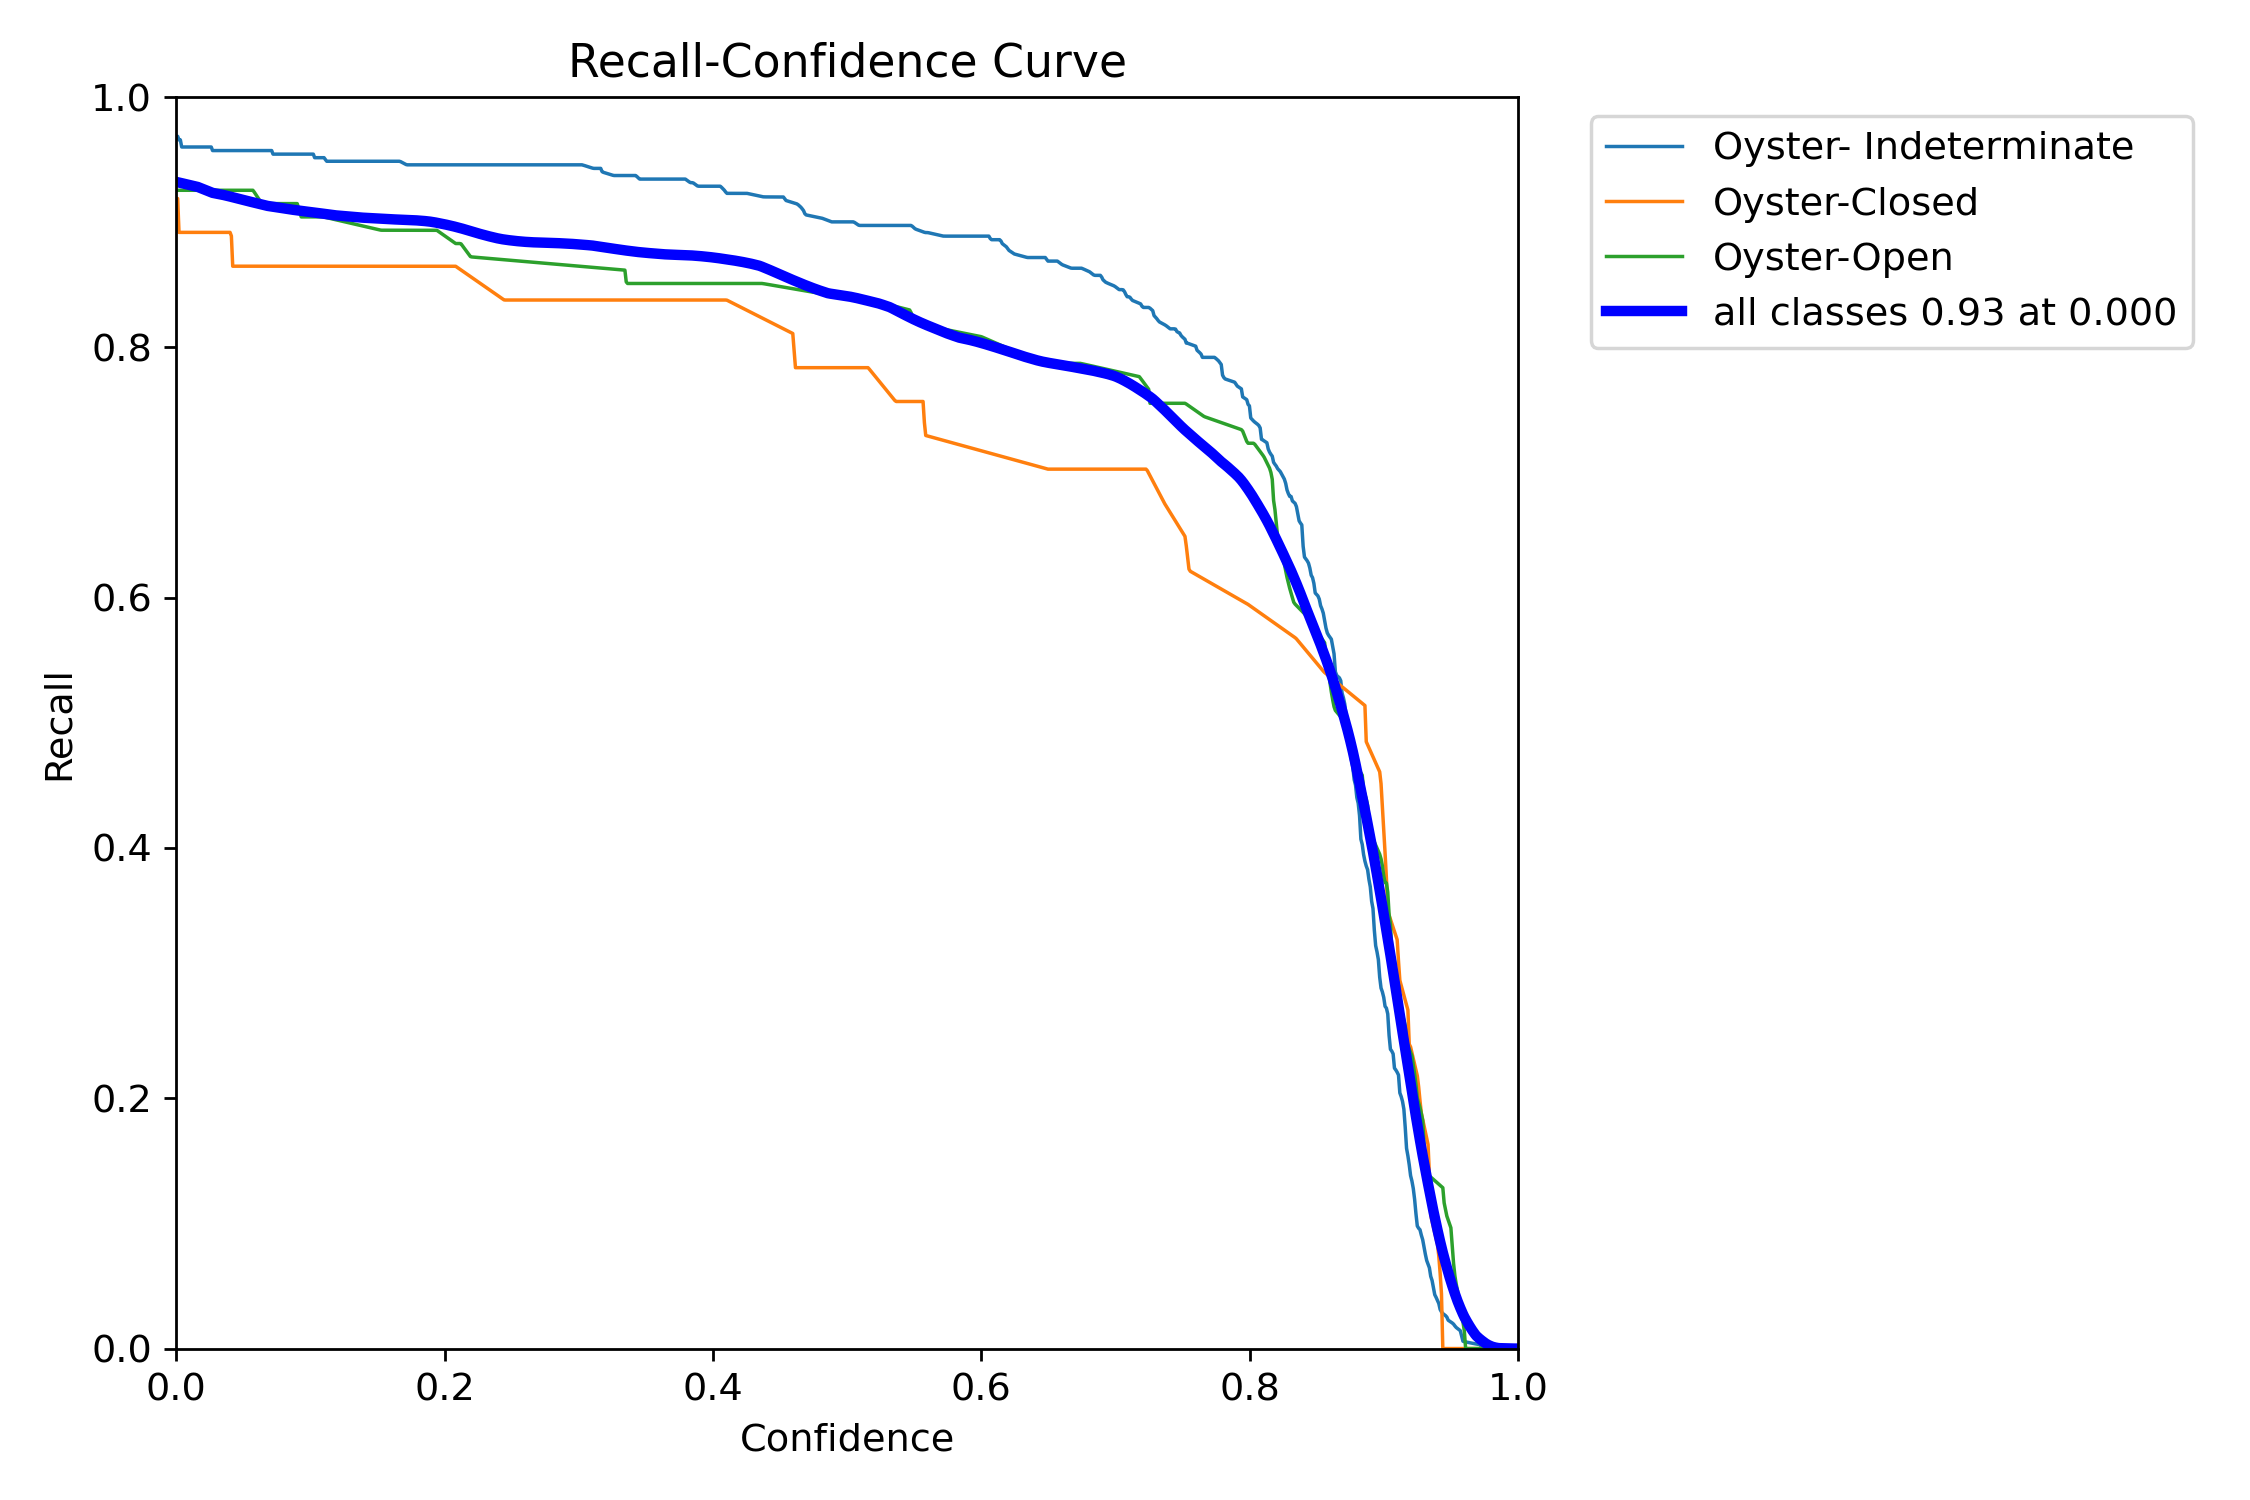 Recall-Confidence Curve
1.0
0.8
0.6
0.4
0.2
0.0
Recall
0.0 0.2 0.4 0.6 0.8 1.0
Confidence
Oyster- Indeterminate
Oyster-Closed
Oyster-Open
all classes 0.93 at 0.000